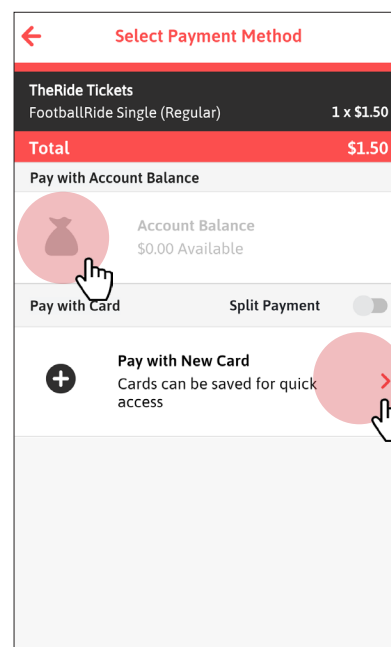 Select Payment Method
TheRide Tickets
FootballRide Single (Regular) 1 x $1.50
Total $1.50
Pay with Account Balance
Account Balance
$0.00 Available
Pay with Card Split Payment
Pay with New Card
Cards can be saved for quick
access